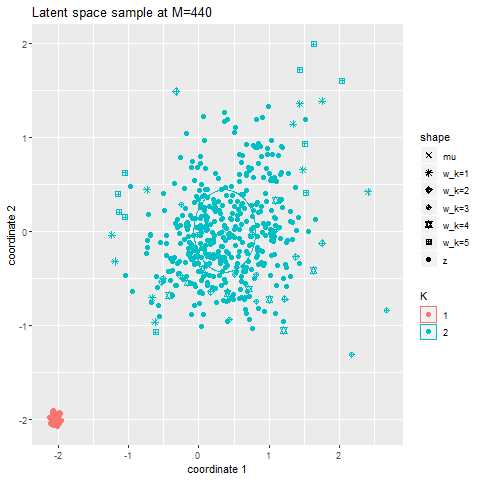 Latent space sample at M=440
coordinate 2
2
1
0
-1
-2
-2
-1
0
1
2
coordinate 1
shape
mu
w_k=1
w_k=2
w_k=3
w_k=4
w_k=5
z
K
1
2